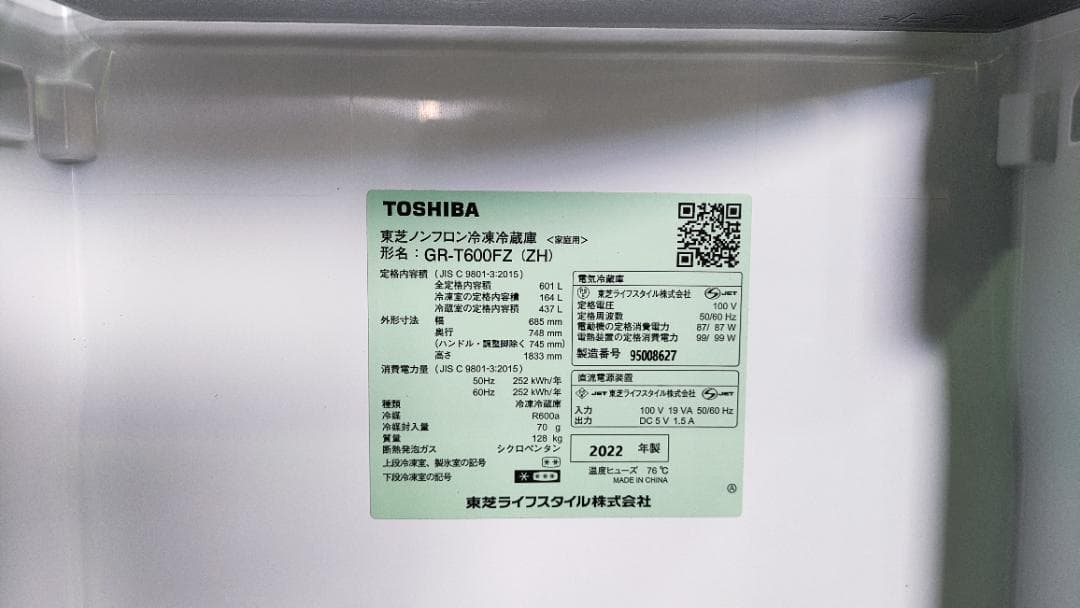 TOSHIBA
東芝ノンフロン冷凍冷蔵庫 <家庭用>
形名：GR-T600FZ (ZH)
定格内容積 (JIS C 9801-3:2015)
全定格内容積 601 L
冷凍室の定格内容積 164 L
冷蔵室の定格内容積 437 L
外形寸法 幅 685 mm
奥行 748 mm
(ハンドル・調整脚除く 745 mm)
高さ 1833 mm
消費電力量 (JIS C 9801-3:2015)
50Hz 252 kWh/年
60Hz 252 kWh/年
種類 冷凍冷蔵庫
冷媒 R600a
冷媒封入量 70 g
質量 128 kg
断熱発泡ガス シクロペンタン
上段冷凍室、製氷室の記号
下段冷凍室の記号
電気冷蔵庫
東芝ライフスタイル株式会社 JET
定格電圧 100 V
定格周波数 50/60 Hz
電動機の定格消費電力 87/ 87 W
電熱装置の定格消費電力 99/ 99 W
製造番号 95008627
直流電源装置
JET 東芝ライフスタイル株式会社 JET
入力 100 V 19 VA 50/60 Hz
出力 DC 5 V 1.5 A
2022 年製
温度ヒューズ 76 ℃
MADE IN CHINA
Ⓐ
東芝ライフスタイル株式会社